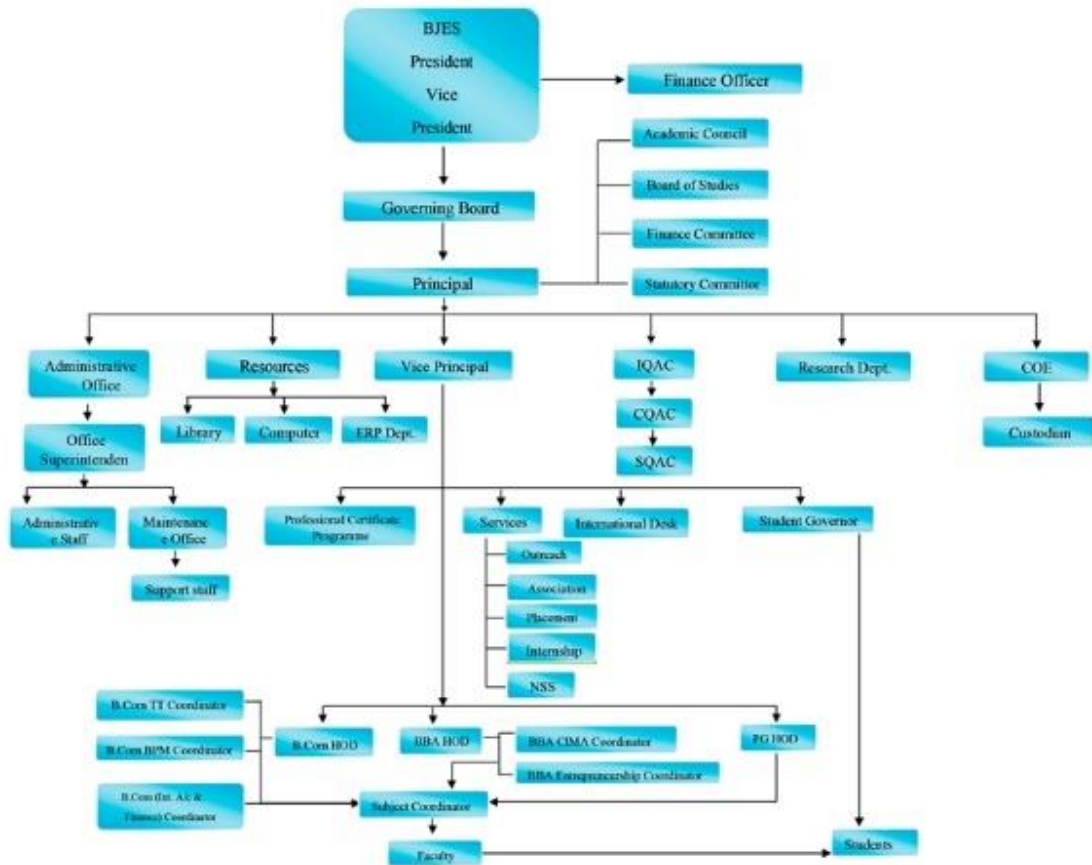 BJES
President
Vice
President
Finance Officer
Academic Council
Board of Studies
Governing Board
Finance Committee
Principal
Statutory Committee
Administrative
Office
Resources
Vice Principal
IQAC
Research Dept.
COE
Library
Computer
ERP Dept.
CQAC
Custodian
Office
Superintenden
SQAC
Administrativ
e Staff
Maintenanc
e Office
Professional Certificate
Programme
Services
International Desk
Student Governor
Support staff
Outreach
Association
Placement
Internship
NSS
B.Com TT Coordinator
B.Com BPM Coordinator
B.Com HOD
BBA HOD
BBA CIMA Coordinator
PG HOD
BBA Entrepreneurship Coordinator
B.Com (Int. A/c &
Finance) Coordinator
Subject Coordinator
Faculty
Students